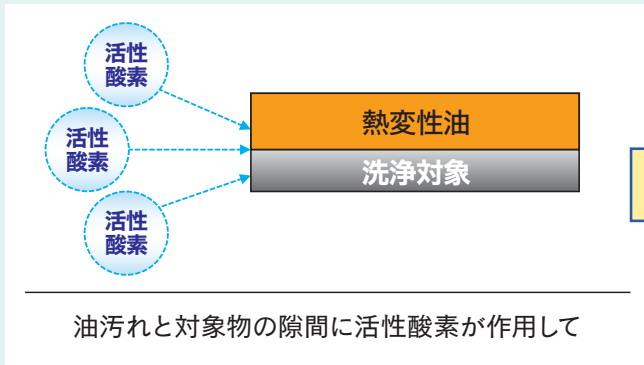 活性
酸素
活性
酸素
活性
酸素
熱変性油
洗浄対象
油汚れと対象物の隙間に活性酸素が作用して